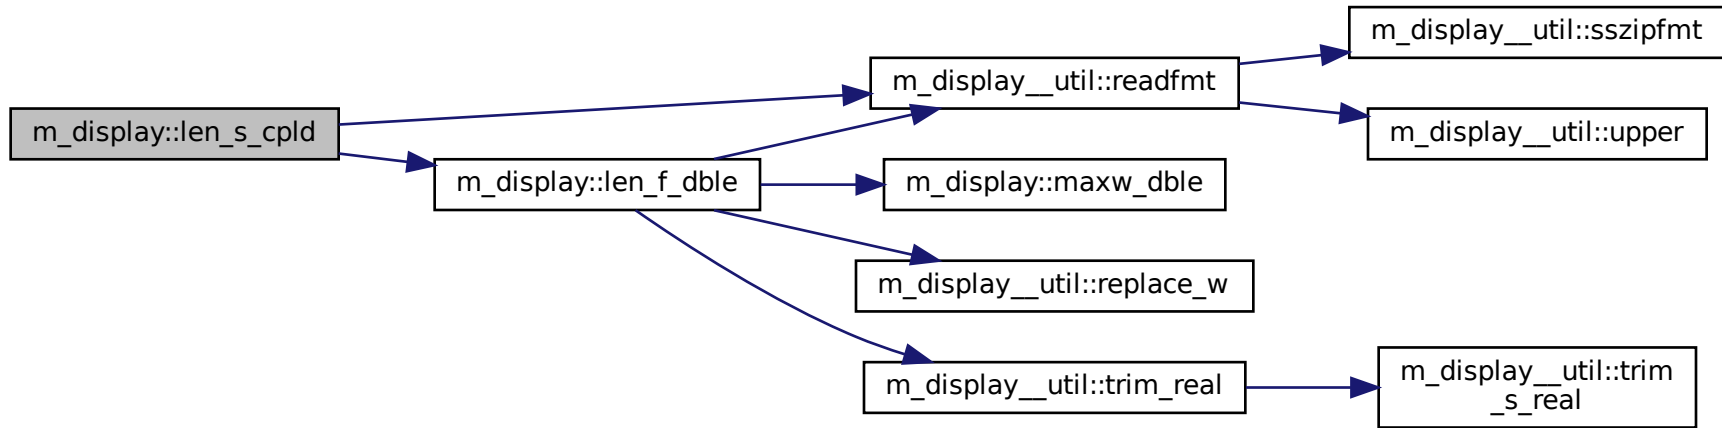 m_display::len_s_cpld
m_display::len_f_dble
m_display__util::readfmt
m_display::maxw_dble
m_display__util::replace_w
m_display__util::trim_real
m_display__util::sszipfmt
m_display__util::upper
m_display__util::trim
_s_real